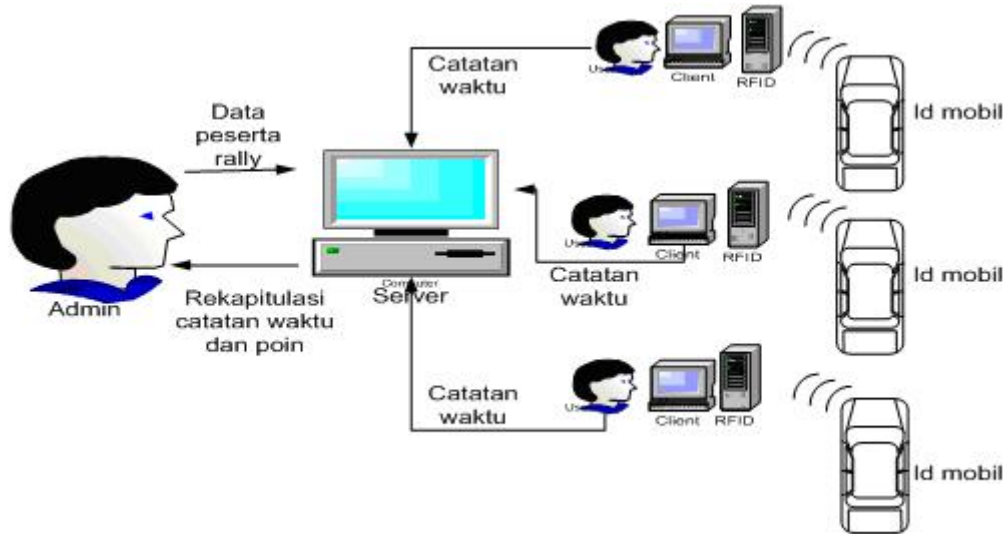 Data
peserta
rally
Admin
Rekapitulasi
catatan waktu
dan poin
Computer
Server
Catatan
waktu
Client
RFID
Id mobil
Catatan
waktu
Client
RFID
Id mobil
Catatan
waktu
Client
RFID
Id mobil